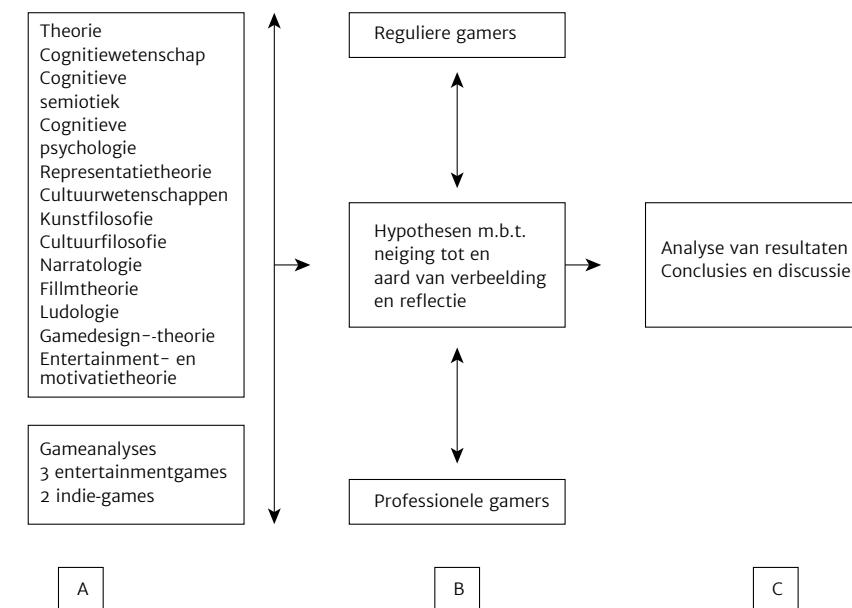 Theorie
Cognitiewetenschap
Cognitieve
semiotiek
Cognitieve
psychologie
Representatietheorie
Cultuurwetenschappen
Kunstfilosofie
Cultuurfilosofie
Narratologie
Fillmtheorie
Ludologie
Gamedesign--theorie
Entertainment- en
motivatietheorie
Gameanalyses
3 entertainmentgames
2 indie-games
Reguliere gamers
Hypothesen m.b.t.
neiging tot en
aard van verbeelding
en reflectie
Professionele gamers
Analyse van resultaten
Conclusies en discussie
A
B
C